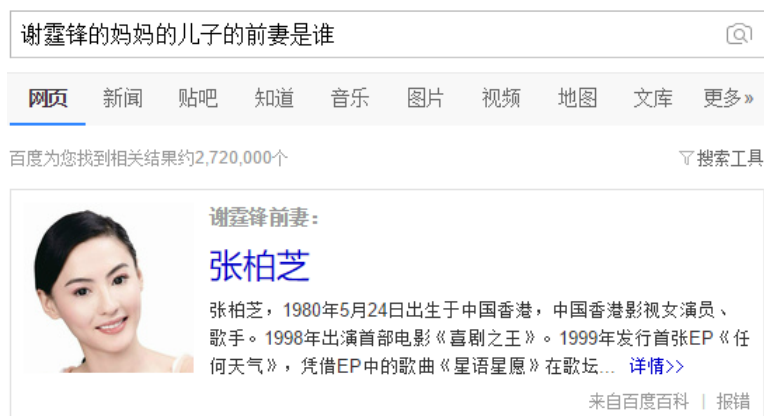 谢霆锋的妈妈的儿子的前妻是谁
网页 新闻 贴吧 知道 音乐 图片 视频 地图 文库 更多»
百度为您找到相关结果约2,720,000个 搜索工具
谢霆锋前妻：
张柏芝
张柏芝，1980年5月24日出生于中国香港，中国香港影视女演员、
歌手。1998年出演首部电影《喜剧之王》。1999年发行首张EP《任
何天气》，凭借EP中的歌曲《星语星愿》在歌坛... 详情>>
来自百度百科 | 报错